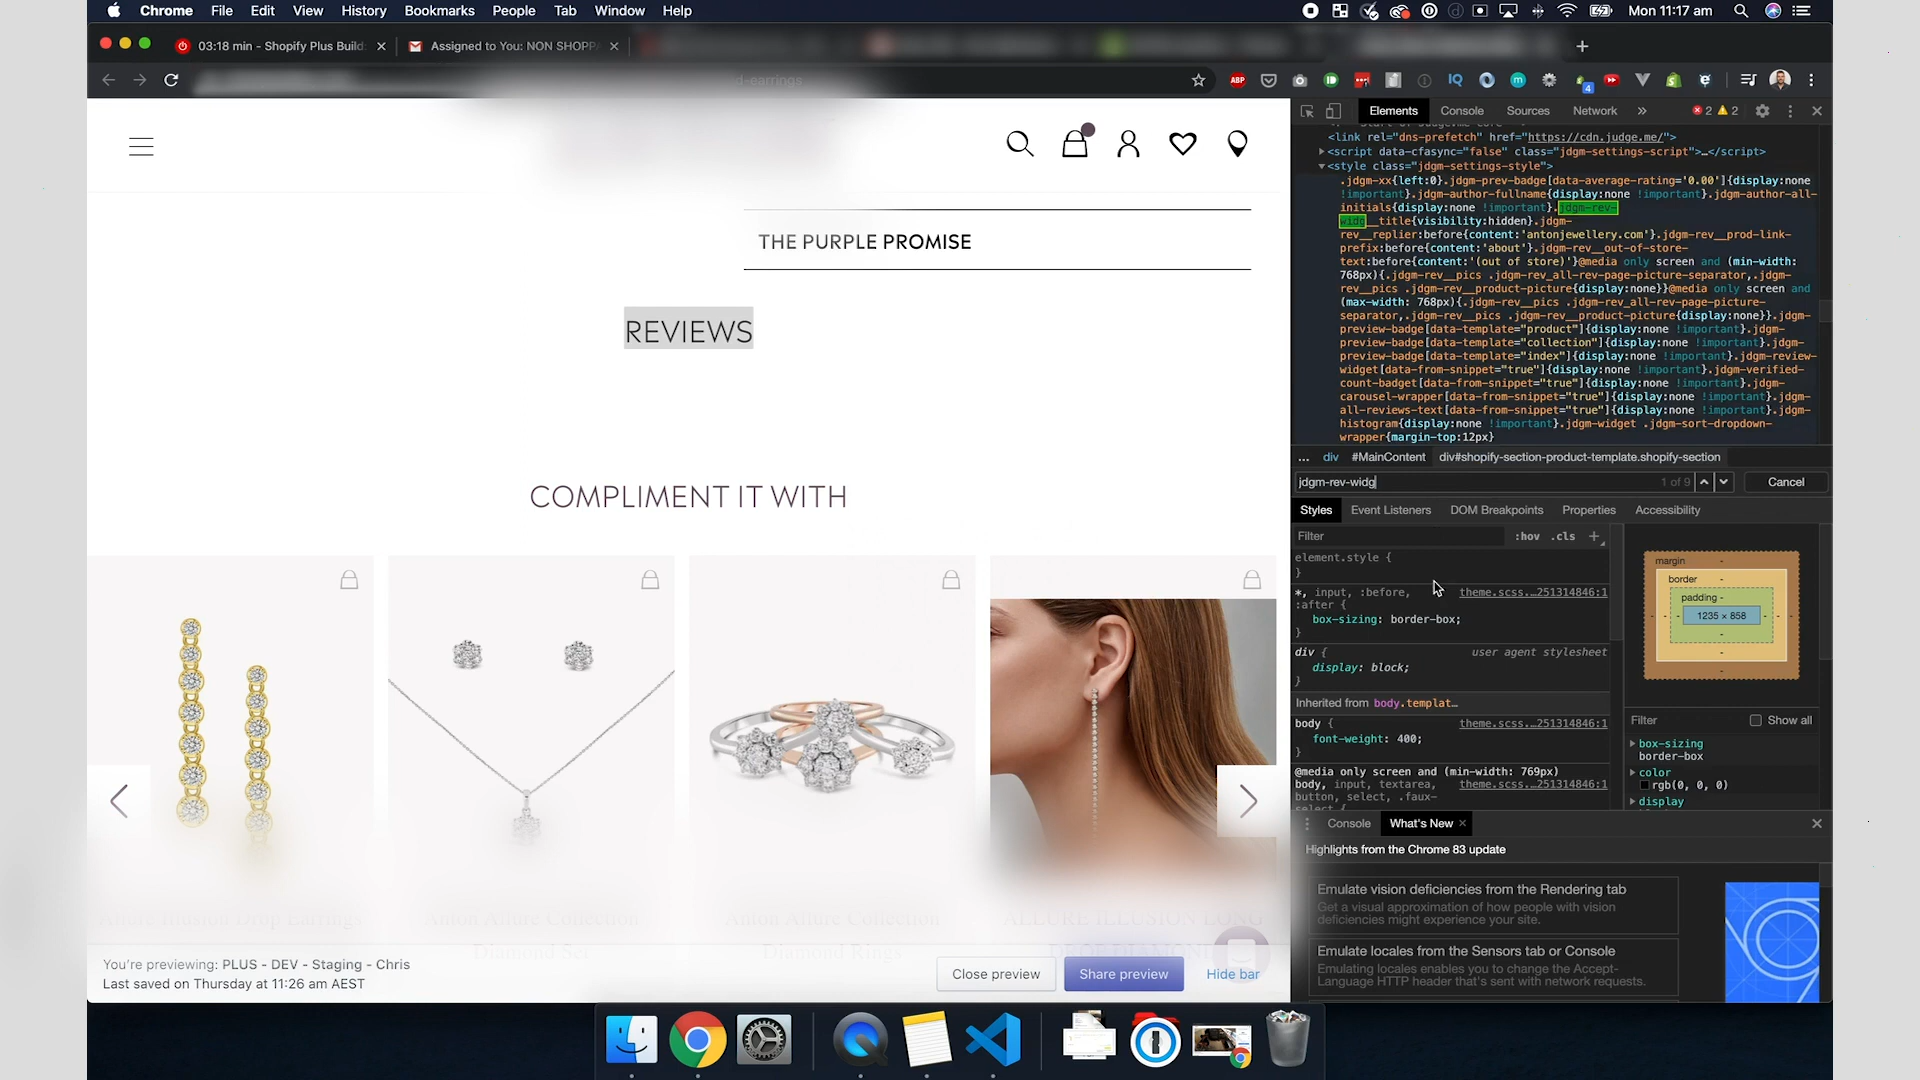 Chrome File Edit View History Bookmarks People Tab Window Help
Mon 11:17 am
03:18 min - Shopify Plus Build:
Assigned to You: NON SHOPP
d-earrings
ABP
IQ
4
THE PURPLE PROMISE
REVIEWS
COMPLIMENT IT WITH
Allure Illusion Drop Earrings
Anton Allure Collection
Diamond Set
Anton Allure Collection
Diamond Rings
ALLURE ILLUSION LONG
DROP DIAMOND
You're previewing: PLUS - DEV - Staging - Chris
Last saved on Thursday at 11:26 am AEST
Close preview
Share preview
Hide bar
Elements Console Sources Network » 2 2
<link rel="dns-prefetch" href="https://cdn.judge.me/">
<script data-cfasync="false" class="jdgm-settings-script">…</script>
<style class="jdgm-settings-style">
.jdgm-xx{left:0}.jdgm-prev-badge[data-average-rating='0.00']{display:none
!important}.jdgm-author-fullname{display:none !important}.jdgm-author-all-
initials{display:none !important}.jdgm-rev-
widg__title{visibility:hidden}.jdgm-
rev__replier:before{content:'antonjewellery.com'}.jdgm-rev__prod-link-
prefix:before{content:'about'}.jdgm-rev__out-of-store-
text:before{content:'(out of store)'}@media only screen and (min-width:
768px){.jdgm-rev__pics .jdgm-rev_all-rev-page-picture-separator,.jdgm-
rev__pics .jdgm-rev__product-picture{display:none}}@media only screen and
(max-width: 768px){.jdgm-rev__pics .jdgm-rev_all-rev-page-picture-
separator,.jdgm-rev__pics .jdgm-rev__product-picture{display:none}}.jdgm-
preview-badge[data-template="product"]{display:none !important}.jdgm-
preview-badge[data-template="collection"]{display:none !important}.jdgm-
preview-badge[data-template="index"]{display:none !important}.jdgm-review-
widget[data-from-snippet="true"]{display:none !important}.jdgm-verified-
count-badget[data-from-snippet="true"]{display:none !important}.jdgm-
carousel-wrapper[data-from-snippet="true"]{display:none !important}.jdgm-
all-reviews-text[data-from-snippet="true"]{display:none !important}.jdgm-
histogram{display:none !important}.jdgm-widget .jdgm-sort-dropdown-
wrapper{margin-top:12px}
… div #MainContent div#shopify-section-product-template.shopify-section
jdgm-rev-widg 1 of 9 Cancel
Styles Event Listeners DOM Breakpoints Properties Accessibility
Filter :hov .cls +
element.style {
}
*, input, :before, theme.scss.…251314846:1
:after {
box-sizing: border-box;
}
div { user agent stylesheet
display: block;
}
Inherited from body.templat…
body { theme.scss.…251314846:1
font-weight: 400;
}
@media only screen and (min-width: 769px)
body, input, textarea, theme.scss.…251314846:1
button, select, .faux-
select {
margin -
border -
padding -
1235 × 858
Filter Show all
box-sizing
border-box
color
rgb(0, 0, 0)
display
Console What's New ×
Highlights from the Chrome 83 update
Emulate vision deficiencies from the Rendering tab
Get a visual approximation of how people with vision
deficiencies might experience your site.
Emulate locales from the Sensors tab or Console
Emulating locales enables you to change the Accept-
Language HTTP header that's sent with network requests.